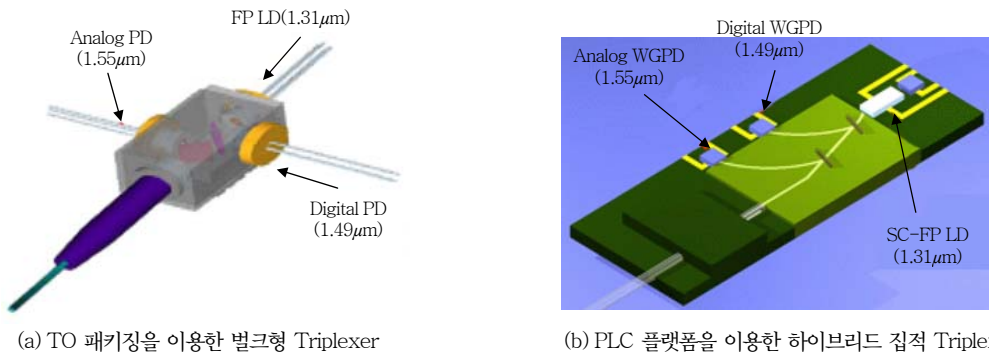 FP LD(1.31μm)
Analog PD
(1.55μm)
Digital PD
(1.49μm)
(a) TO 패키징을 이용한 벌크형 Triplexer
Digital WGPD
(1.49μm)
Analog WGPD
(1.55μm)
SC-FP LD
(1.31μm)
(b) PLC 플랫폼을 이용한 하이브리드 집적